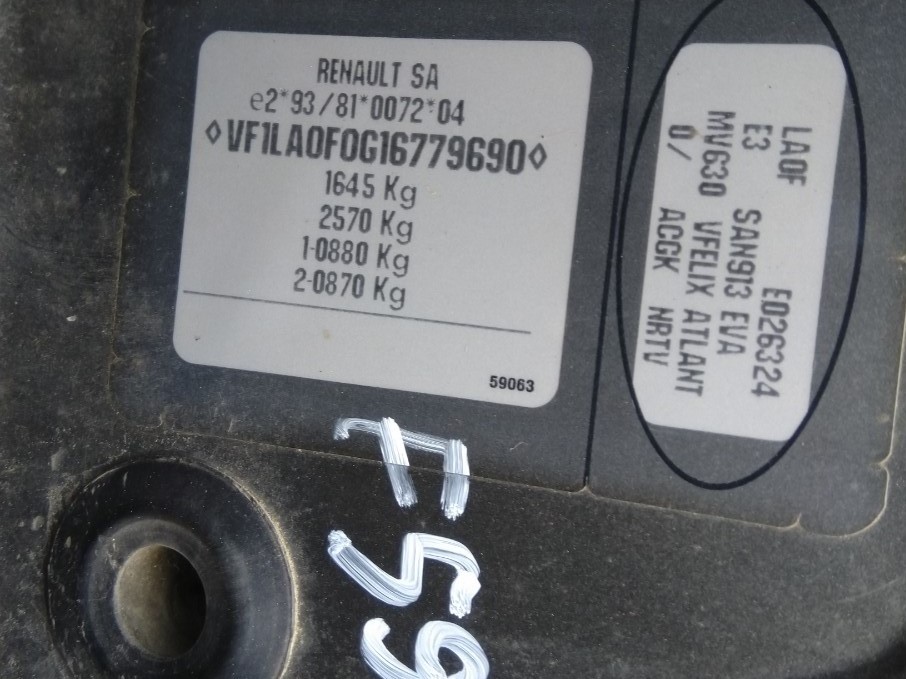 RENAULT SA
e2*93/81*0072*04
◊VF1LA0F0G16779690◊
1645 Kg
2570 Kg
1-0880 Kg
2-0870 Kg
59063
LA0F ED26324
E3 SAN913 EVA
MV630 VFELIX ATLANT
0/ ACGK NRTV